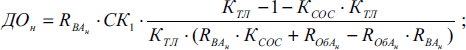 ДО_н = R_{ВА_н} · СК_1 · \frac{К_{ТЛ} − 1 − К_{СОС} · К_{ТЛ}}{К_{ТЛ} · (R_{ВА_н} · К_{СОС} + R_{ОбА_н} − R_{ОбА_н} · R_{ВА_н})} ;